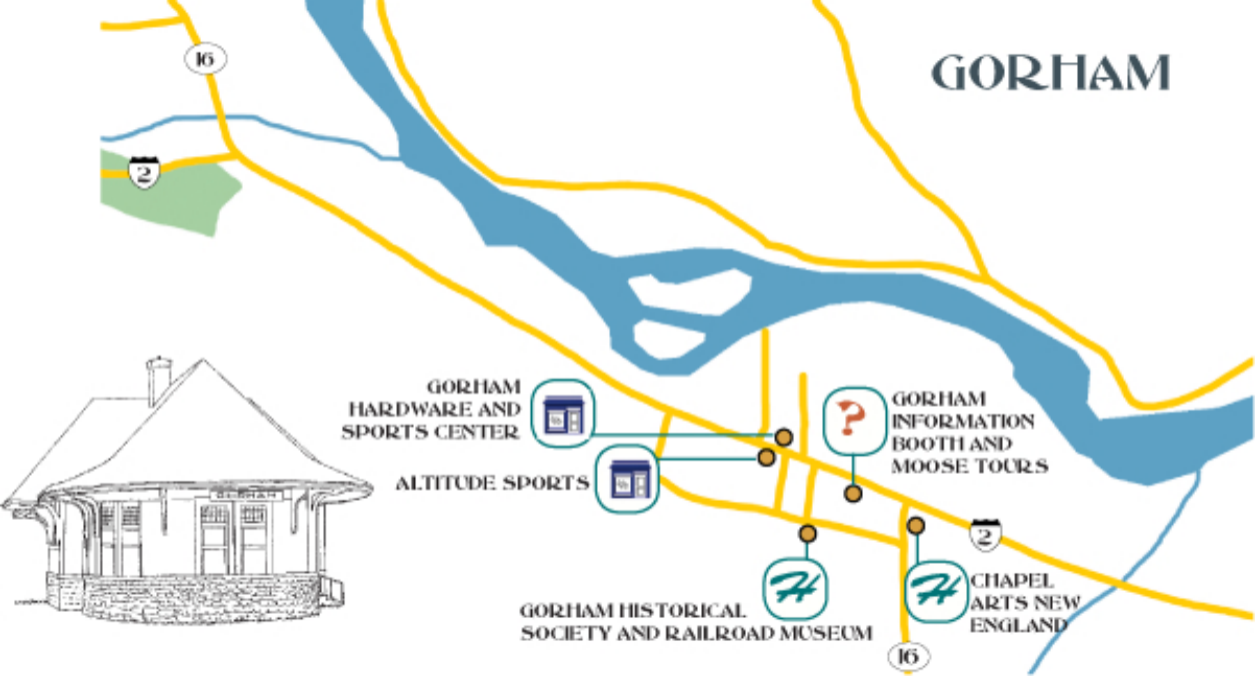 16
GORHAM
2
GORHAM
HARDWARE AND
SPORTS CENTER
ALTITUDE SPORTS
?
GORHAM
INFORMATION
BOOTH AND
MOOSE TOURS
GORHAM
2
H
GORHAM HISTORICAL
SOCIETY AND RAILROAD MUSEUM
H
CHAPEL
ARTS NEW
ENGLAND
16